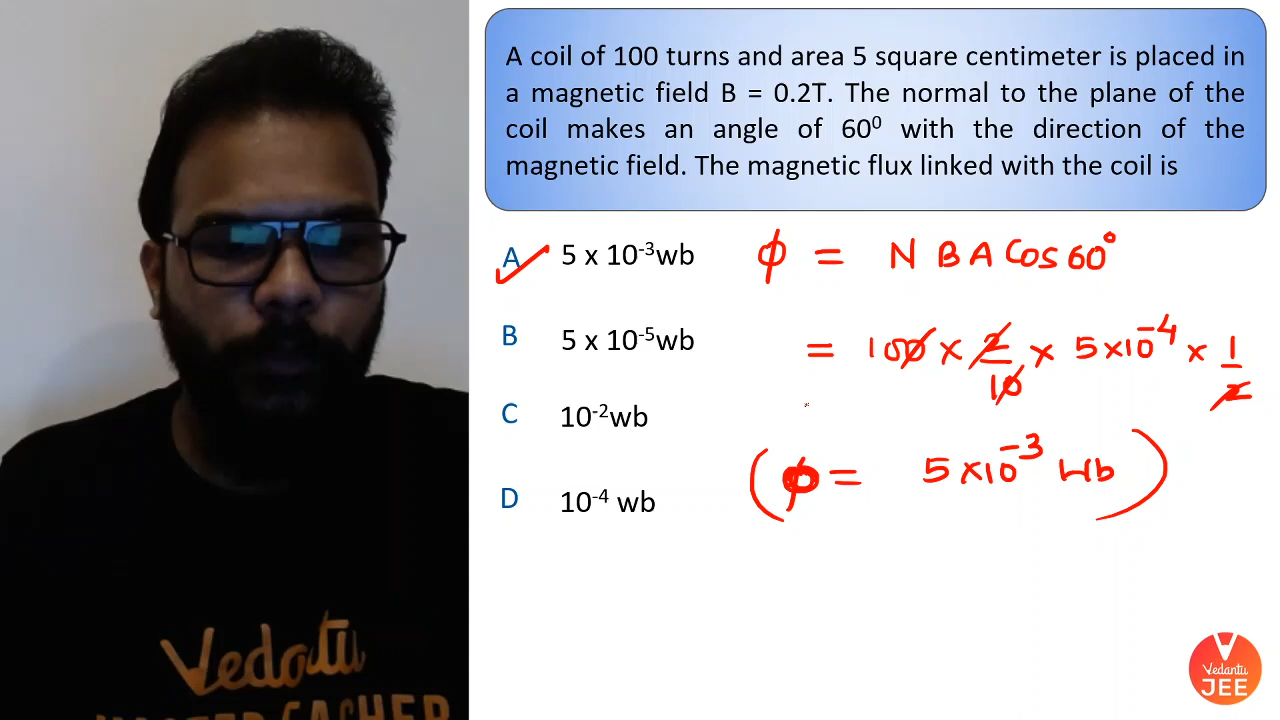 A coil of 100 turns and area 5 square centimeter is placed in
a magnetic field B = 0.2T. The normal to the plane of the
coil makes an angle of 60⁰ with the direction of the
magnetic field. The magnetic flux linked with the coil is
A 5 x 10⁻³wb
ϕ = N B A Cos 60°
B 5 x 10⁻⁵wb
= 100 × 2/10 × 5×10⁻⁴ × 1/2
C 10⁻²wb
(ϕ = 5×10⁻³ Wb)
D 10⁻⁴ wb
Vedantu
MASTER TEACHER
Vedantu
JEE